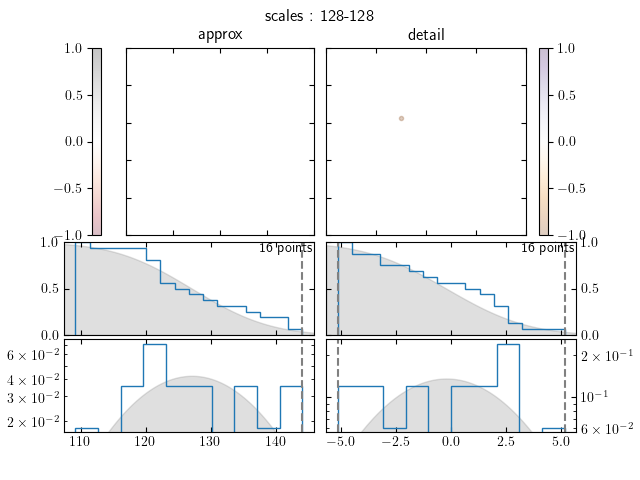 scales : 128-128
approx
detail
1.0
0.5
0.0
−0.5
−1.0
1.0
0.5
0.0
−0.5
−1.0
1.0
0.5
0.0
16 points
16 points
1.0
0.5
0.0
6 × 10⁻²
4 × 10⁻²
3 × 10⁻²
2 × 10⁻²
2 × 10⁻¹
10⁻¹
6 × 10⁻²
110 120 130 140
−5.0 −2.5 0.0 2.5 5.0